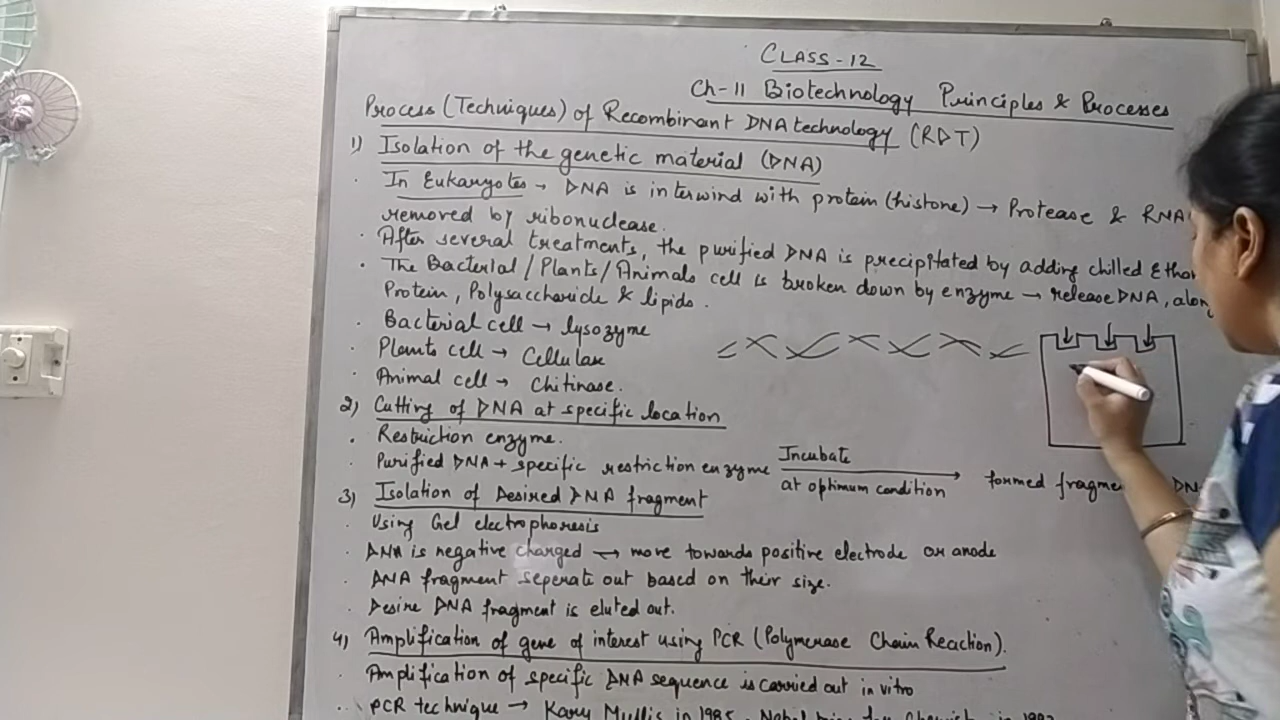 CLASS - 12
Ch-11 Biotechnology Principles & Processes
Process (Techniques) of Recombinant DNA technology (RDT)
1) Isolation of the genetic material (DNA)
· In Eukaryotes → DNA is interwind with protein (histone) → Protease & RNA
removed by ribonuclease.
· After several treatments, the purified DNA is precipitated by adding chilled
· The Bacterial / Plants / Animals cell is broken down by enzyme → release DNA,
Protein, Polysaccharide & lipids.
· Bacterial cell → lysozyme
· Plants cell → Cellulase
· Animal cell → Chitinase.
2) Cutting of DNA at specific location
· Restriction enzyme.
· Purified DNA + specific restriction enzyme Incubate at optimum condition → formed
3) Isolation of Desired DNA fragment
· Using Gel electrophoresis
· DNA is negative charged → move towards positive electrode or anode
· DNA fragment seperate out based on their size.
· Desire DNA fragment is eluted out.
4) Amplification of gene of interest using PCR (Polymerase Chain Reaction).
· Amplification of specific DNA sequence is carried out in vitro
· PCR technique → Kary Mullis in 1985